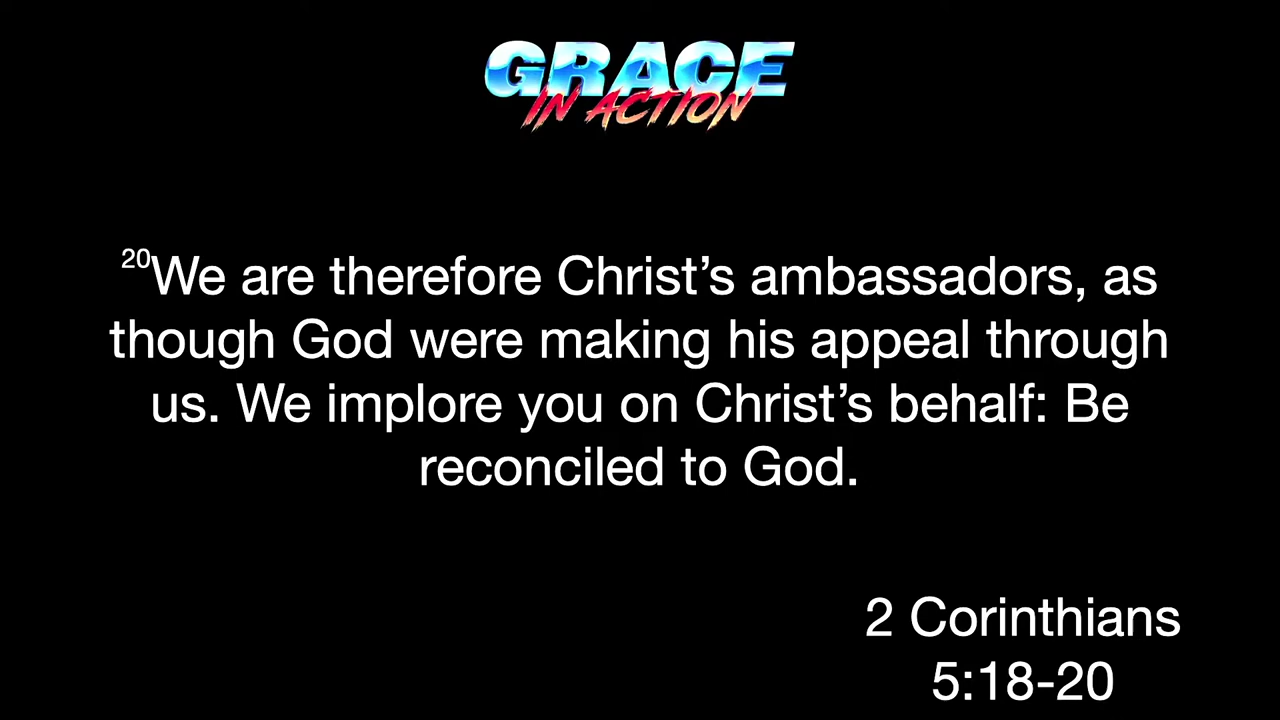 GRACE
IN ACTION
20We are therefore Christ’s ambassadors, as
though God were making his appeal through
us. We implore you on Christ’s behalf: Be
reconciled to God.
2 Corinthians
5:18-20